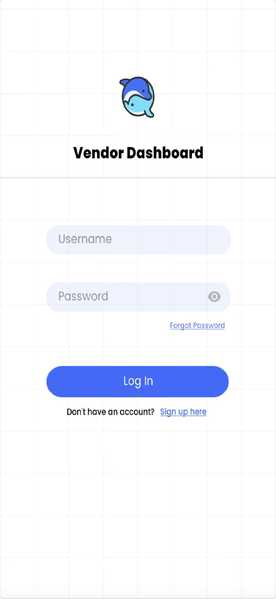 Vendor Dashboard
Username
Password
Forgot Password
Log In
Don't have an account? Sign up here